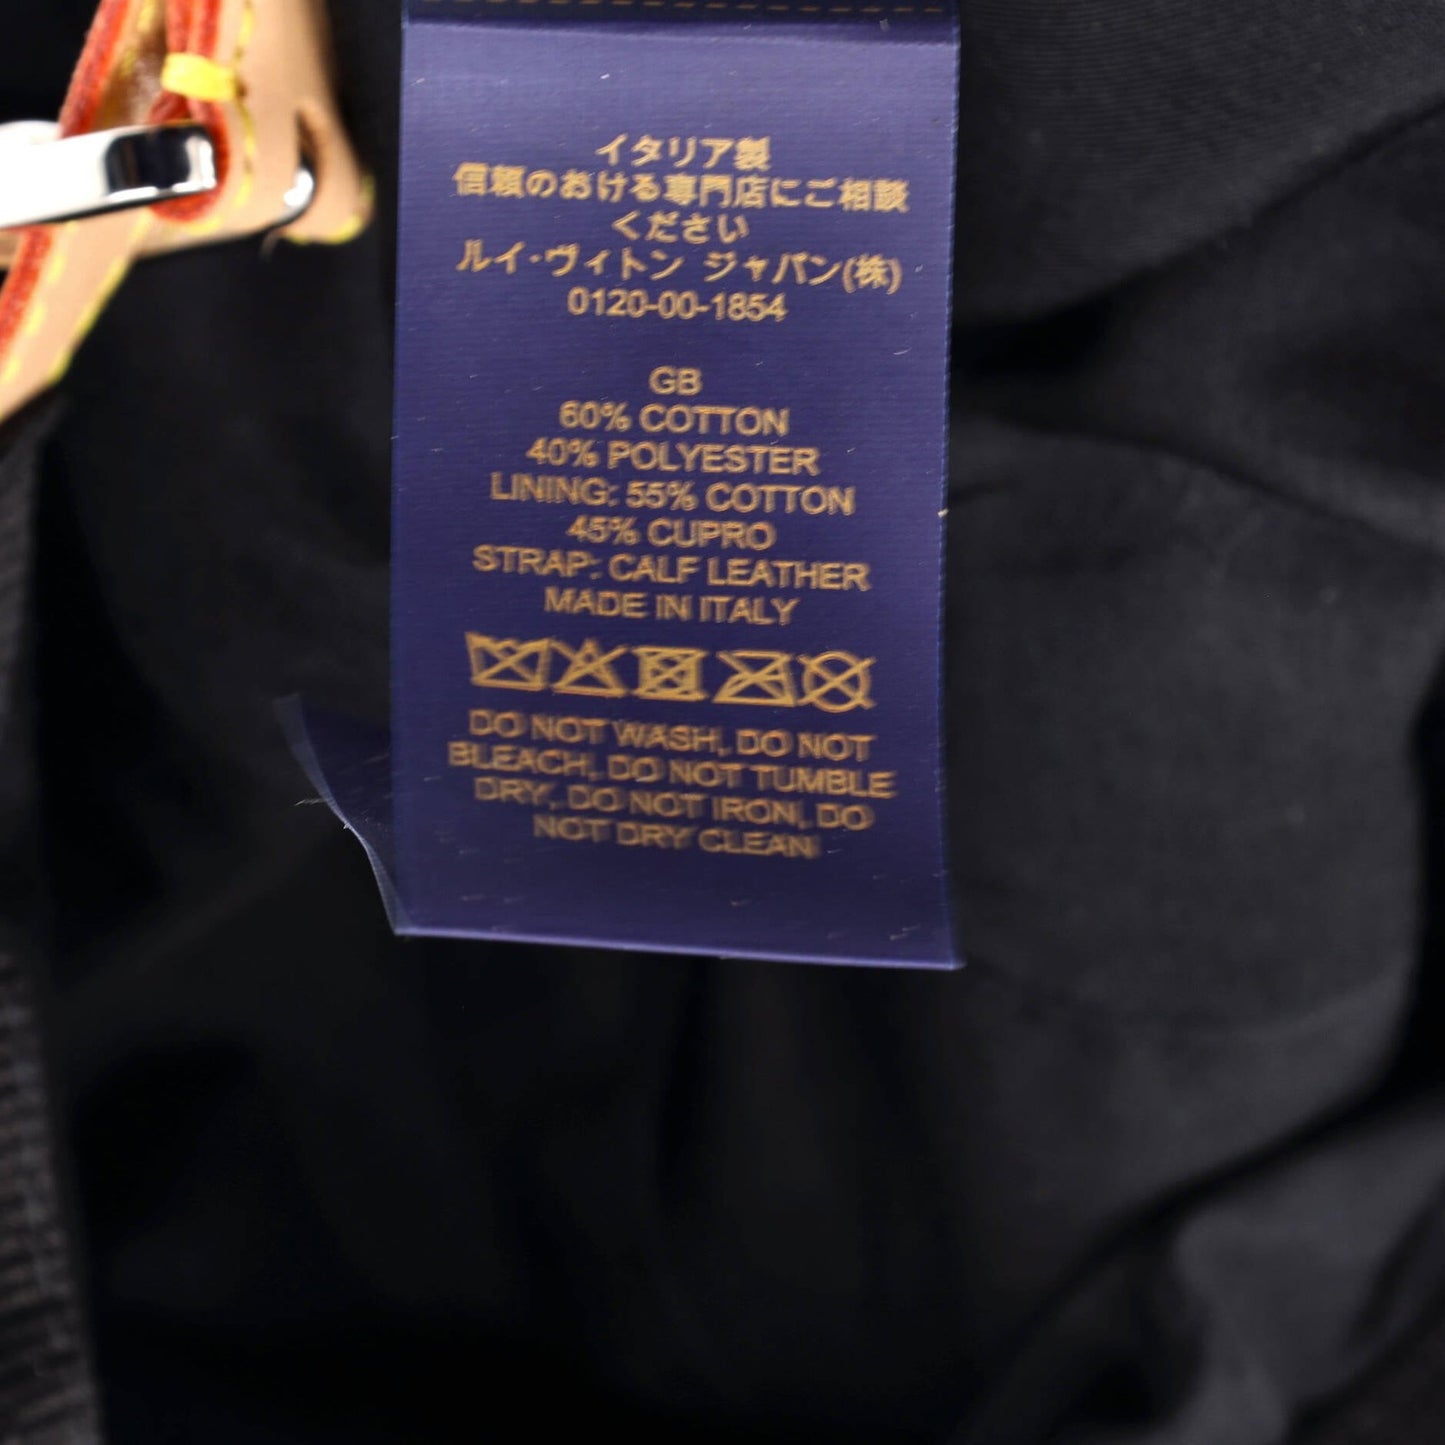 イタリア製
信頼のおける専門店にご相談
ください
ルイ・ヴィトン ジャパン(株)
0120-00-1854
GB
60% COTTON
40% POLYESTER
LINING: 55% COTTON
45% CUPRO
STRAP: CALF LEATHER
MADE IN ITALY
DO NOT WASH, DO NOT
BLEACH, DO NOT TUMBLE
DRY, DO NOT IRON, DO
NOT DRY CLEAN